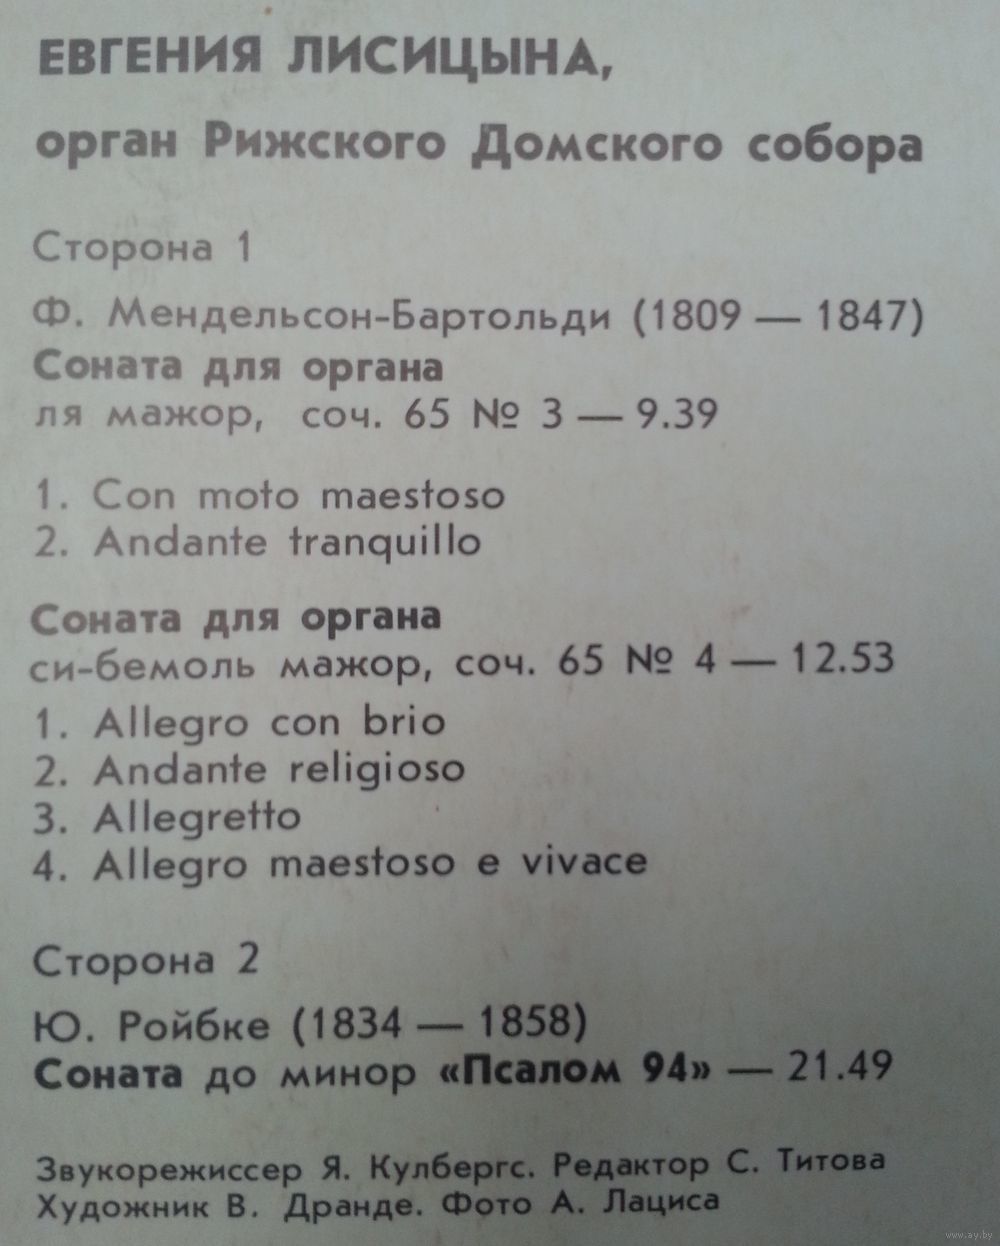 ЕВГЕНИЯ ЛИСИЦЫНА,
орган Рижского Домского собора
Сторона 1
Ф. Мендельсон-Бартольди (1809 — 1847)
Соната для органа
ля мажор, соч. 65 № 3 — 9.39
1. Con moto maestoso
2. Andante tranquillo
Соната для органа
си-бемоль мажор, соч. 65 № 4 — 12.53
1. Allegro con brio
2. Andante religioso
3. Allegretto
4. Allegro maestoso e vivace
Сторона 2
Ю. Ройбке (1834 — 1858)
Соната до минор «Псалом 94» — 21.49
Звукорежиссер Я. Кулбергс. Редактор С. Титова
Художник В. Дранде. Фото А. Лациса
www.ay.by